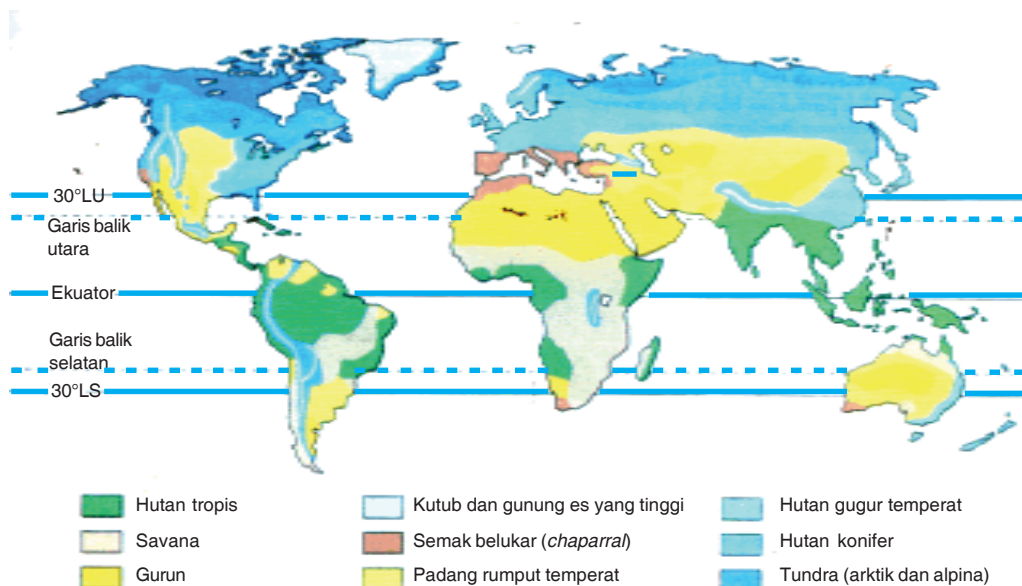 30°LU
Garis balik
utara
Ekuator
Garis balik
selatan
30°LS
Hutan tropis
Kutub dan gunung es yang tinggi
Hutan gugur temperat
Savana
Semak belukar (chaparral)
Hutan konifer
Gurun
Padang rumput temperat
Tundra (arktik dan alpina)